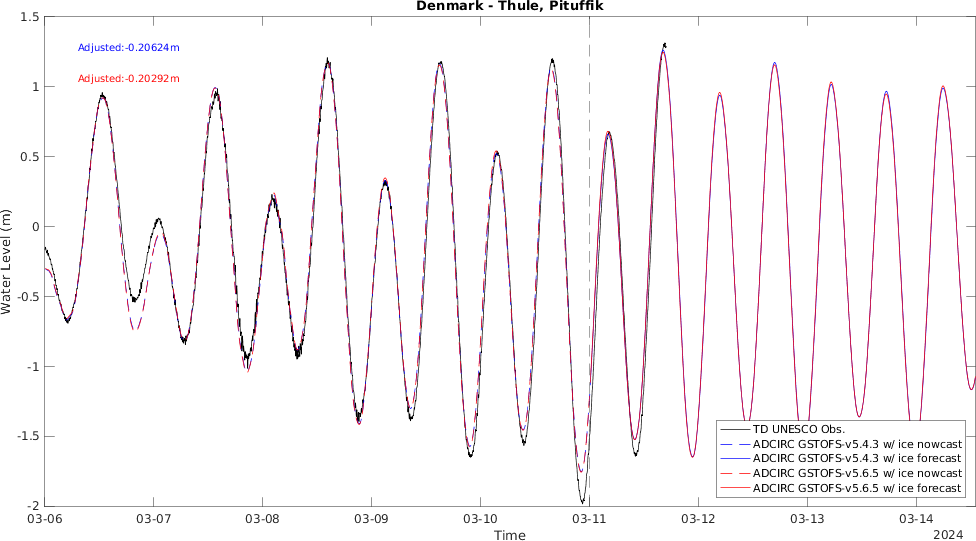 Denmark - Thule, Pituffik
1.5
1
0.5
0
-0.5
-1
-1.5
-2
Water Level (m)
Adjusted:-0.20624m
Adjusted:-0.20292m
TD UNESCO Obs.
ADCIRC GSTOFS-v5.4.3 w/ ice nowcast
ADCIRC GSTOFS-v5.4.3 w/ ice forecast
ADCIRC GSTOFS-v5.6.5 w/ ice nowcast
ADCIRC GSTOFS-v5.6.5 w/ ice forecast
03-06 03-07 03-08 03-09 03-10 03-11 03-12 03-13 03-14
Time
2024